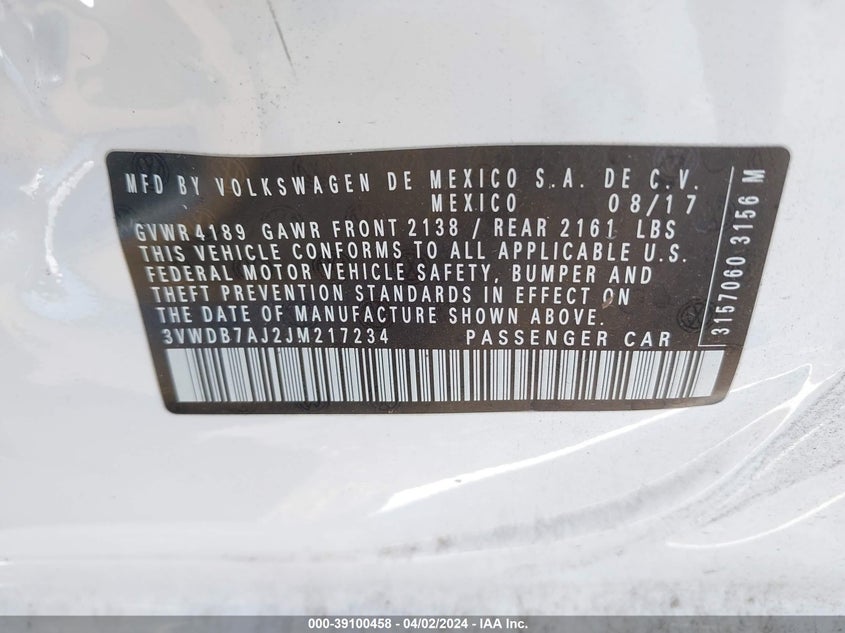 MFD BY VOLKSWAGEN DE MEXICO S.A. DE C.V.
MEXICO 08/17
GVWR 4189 GAWR FRONT 2138 / REAR 2161 LBS
THIS VEHICLE CONFORMS TO ALL APPLICABLE U.S.
FEDERAL MOTOR VEHICLE SAFETY, BUMPER AND
THEFT PREVENTION STANDARDS IN EFFECT ON
THE DATE OF MANUFACTURE SHOWN ABOVE.
3VWDB7AJ2JM217234 PASSENGER CAR
3157060 3156 M
000-39100458 - 04/02/2024 - IAA Inc.